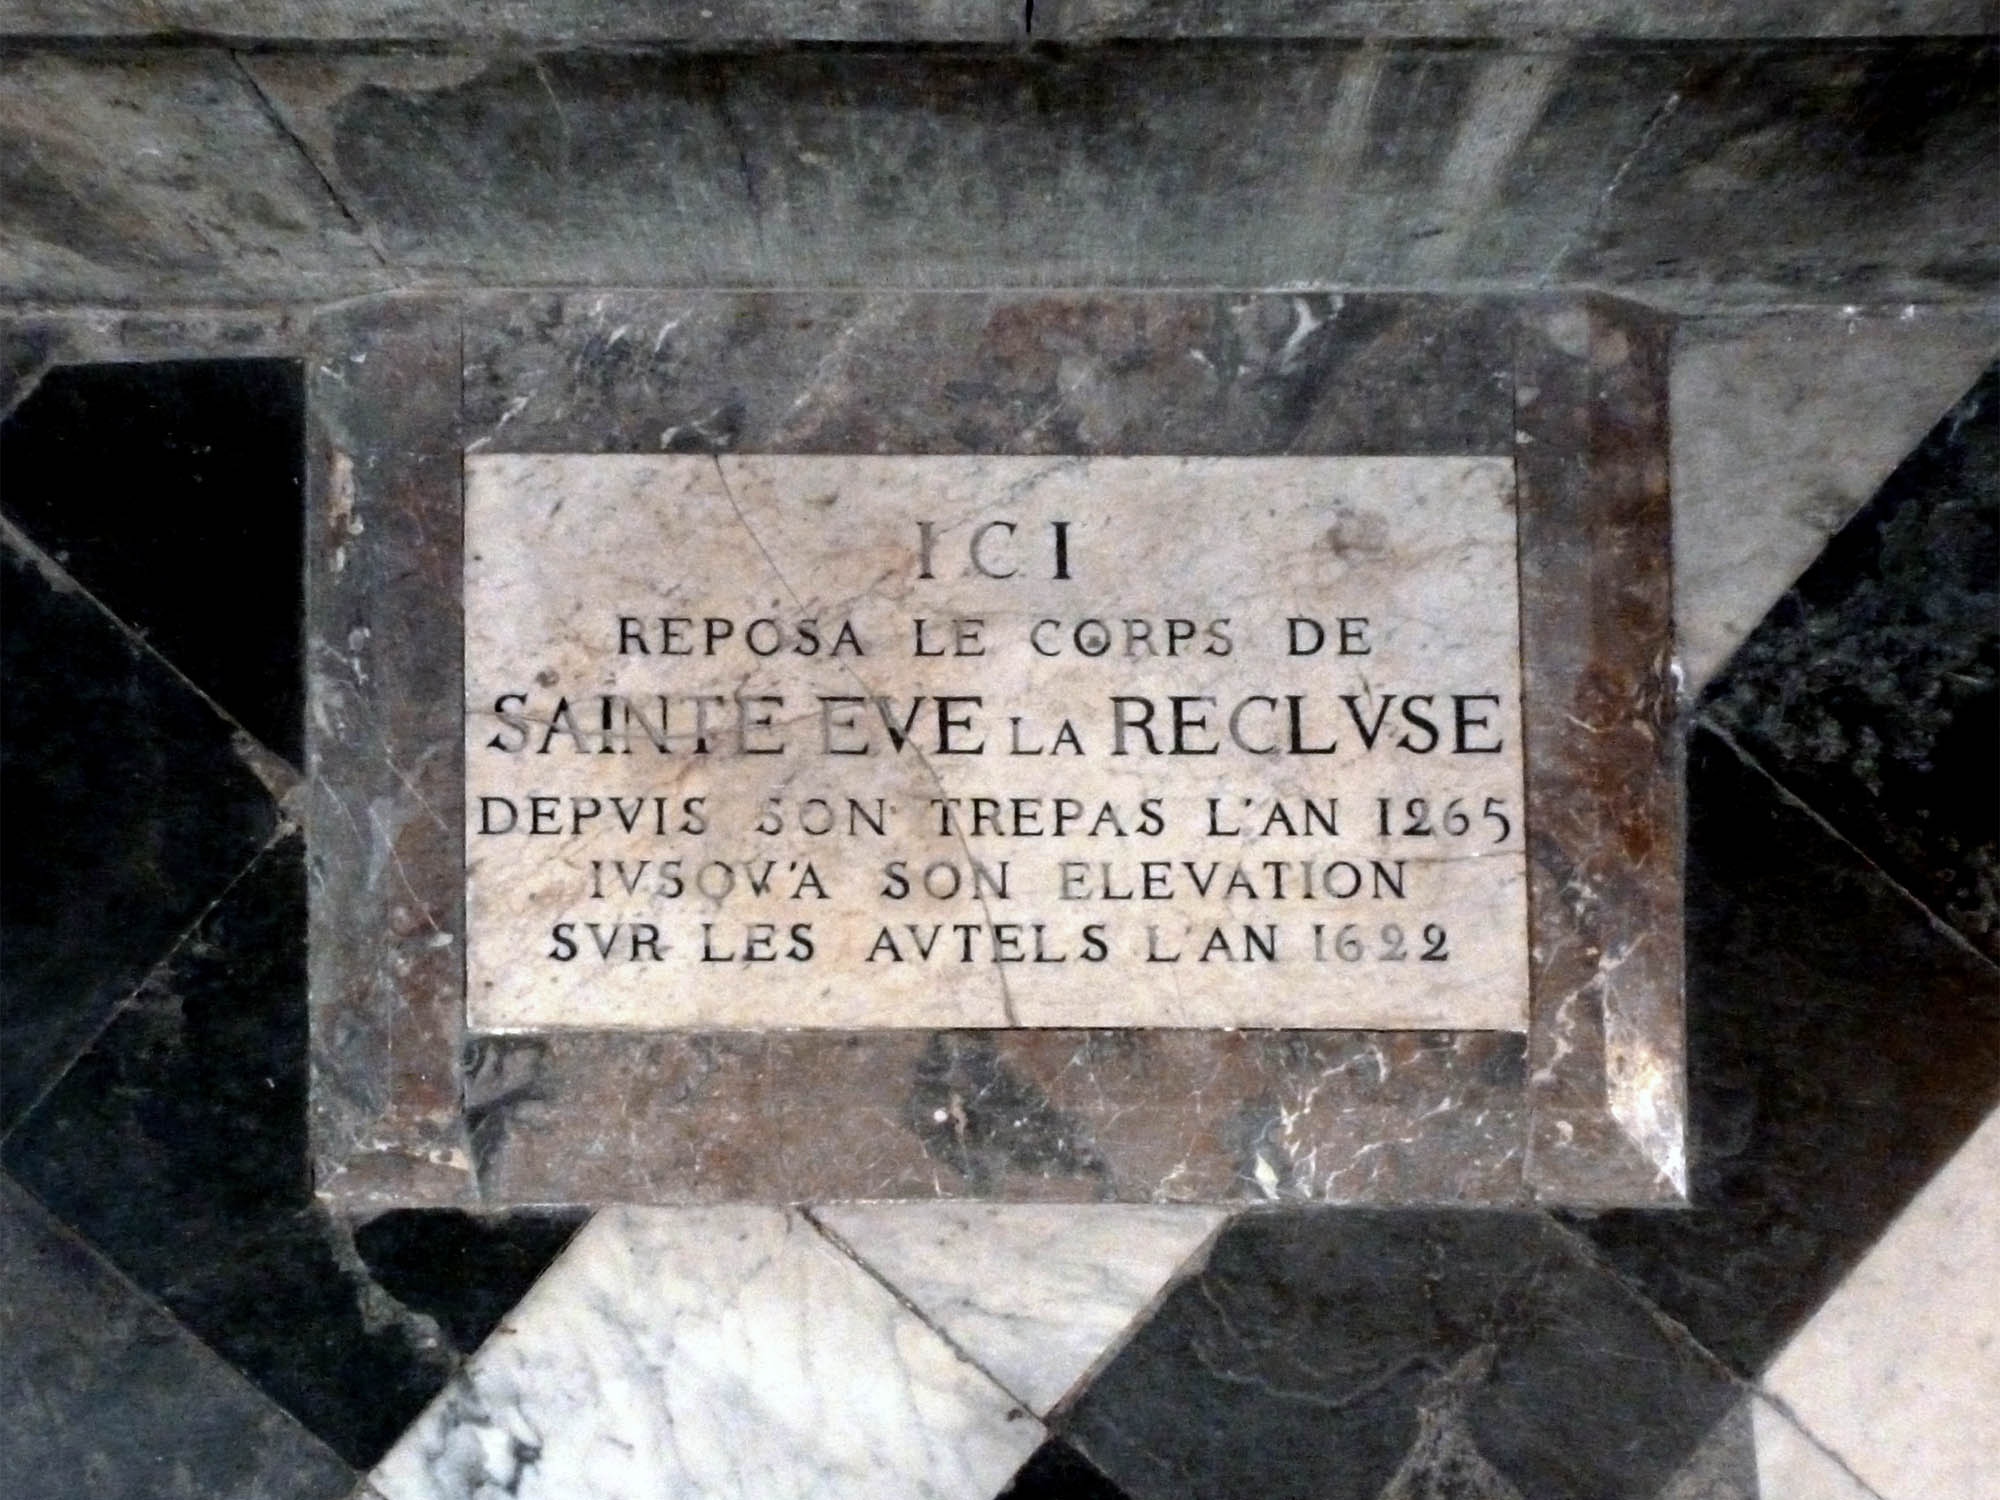 ICI
REPOSA LE CORPS DE
SAINTE EVE LA RECLVSE
DEPVIS SON TREPAS L'AN 1265
IVSQV'A SON ELEVATION
SVR LES AVTELS L'AN 1622